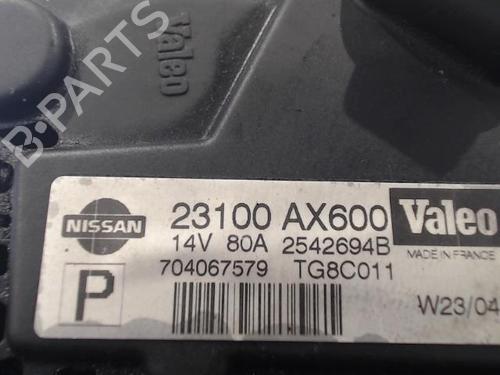 Valeo
B-PARTS
NISSAN
23100 AX600
Valeo
14V 80A 2542694B
MADE IN FRANCE
P
704067579 TG8C011
W23/04